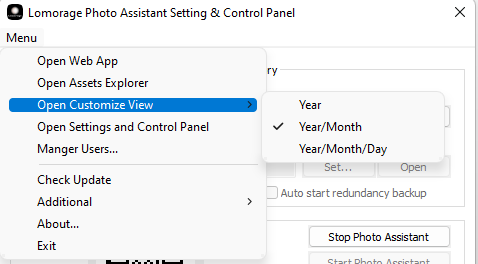 Lomorage Photo Assistant Setting & Control Panel
Menu
Open Web App
Open Assets Explorer
Open Customize View
Open Settings and Control Panel
Manger Users...
Check Update
Additional
About...
Exit
Year
Year/Month
Year/Month/Day
Set...
Open
Auto start redundancy backup
Stop Photo Assistant
Start Photo Assistant